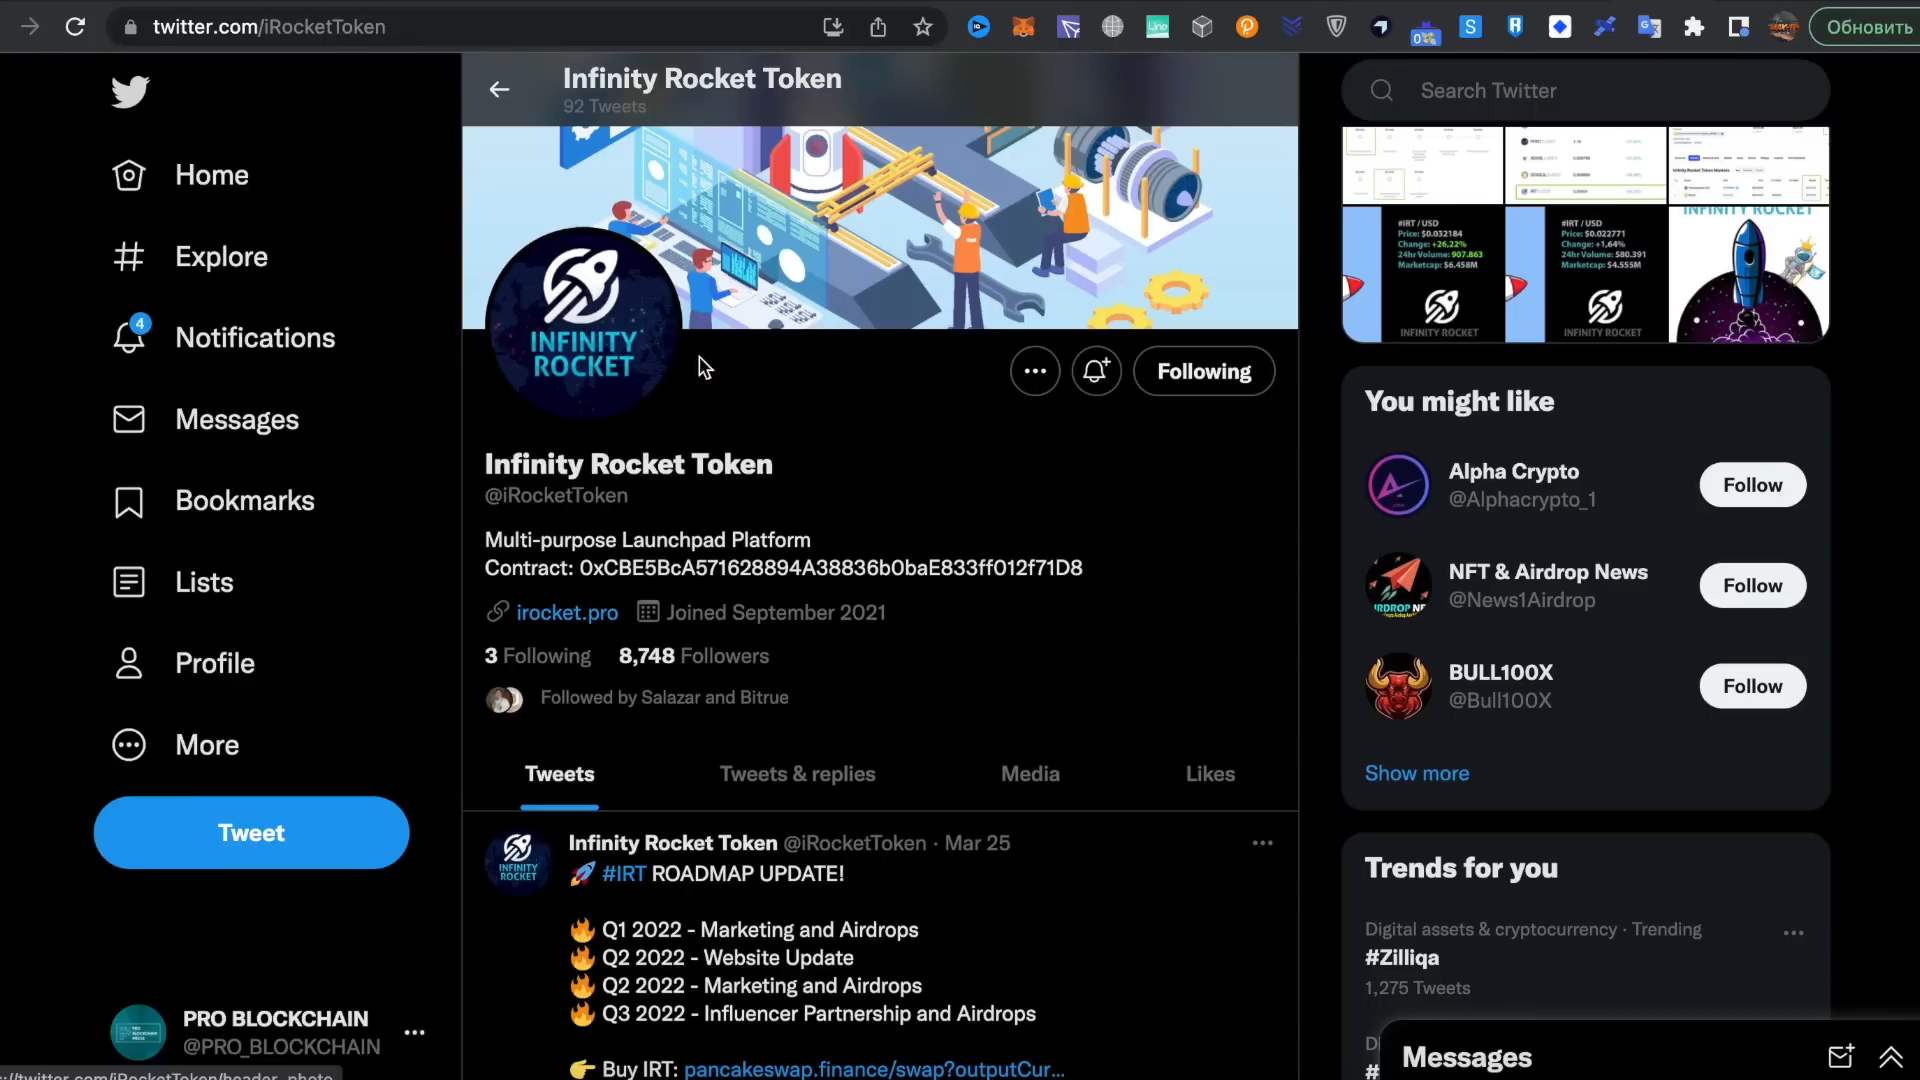 twitter.com/iRocketToken
Обновить
Infinity Rocket Token
92 Tweets
Search Twitter
Home
Explore
4
Notifications
Messages
Bookmarks
Lists
Profile
More
Tweet
PRO BLOCKCHAIN
@PRO_BLOCKCHAIN
INFINITY
ROCKET
Following
Infinity Rocket Token
@iRocketToken
Multi-purpose Launchpad Platform
Contract: 0xCBE5BcA571628894A38836b0baE833ff012f71D8
irocket.pro Joined September 2021
3 Following 8,748 Followers
Followed by Salazar and Bitrue
Tweets Tweets & replies Media Likes
INFINITY
ROCKET
Infinity Rocket Token @iRocketToken · Mar 25
🚀 #IRT ROADMAP UPDATE!
🔥 Q1 2022 - Marketing and Airdrops
🔥 Q2 2022 - Website Update
🔥 Q2 2022 - Marketing and Airdrops
🔥 Q3 2022 - Influencer Partnership and Airdrops
👉 Buy IRT: pancakeswap.finance/swap?outputCur...
#IRT / USD
Price: $0.032184
Change: +26,22%
24hr Volume: 907.863
Marketcap: $6.458M
INFINITY ROCKET
#IRT / USD
Price: $0.022771
Change: +1,64%
24hr Volume: 580.391
Marketcap: $4.555M
INFINITY ROCKET
INFINITY ROCKET
You might like
Alpha Crypto
@Alphacrypto_1
Follow
NFT & Airdrop News
@News1Airdrop
Follow
BULL100X
@Bull100X
Follow
Show more
Trends for you
Digital assets & cryptocurrency · Trending
#Zilliqa
1,275 Tweets
Messages
://twitter.com/iRocketToken/header_photo